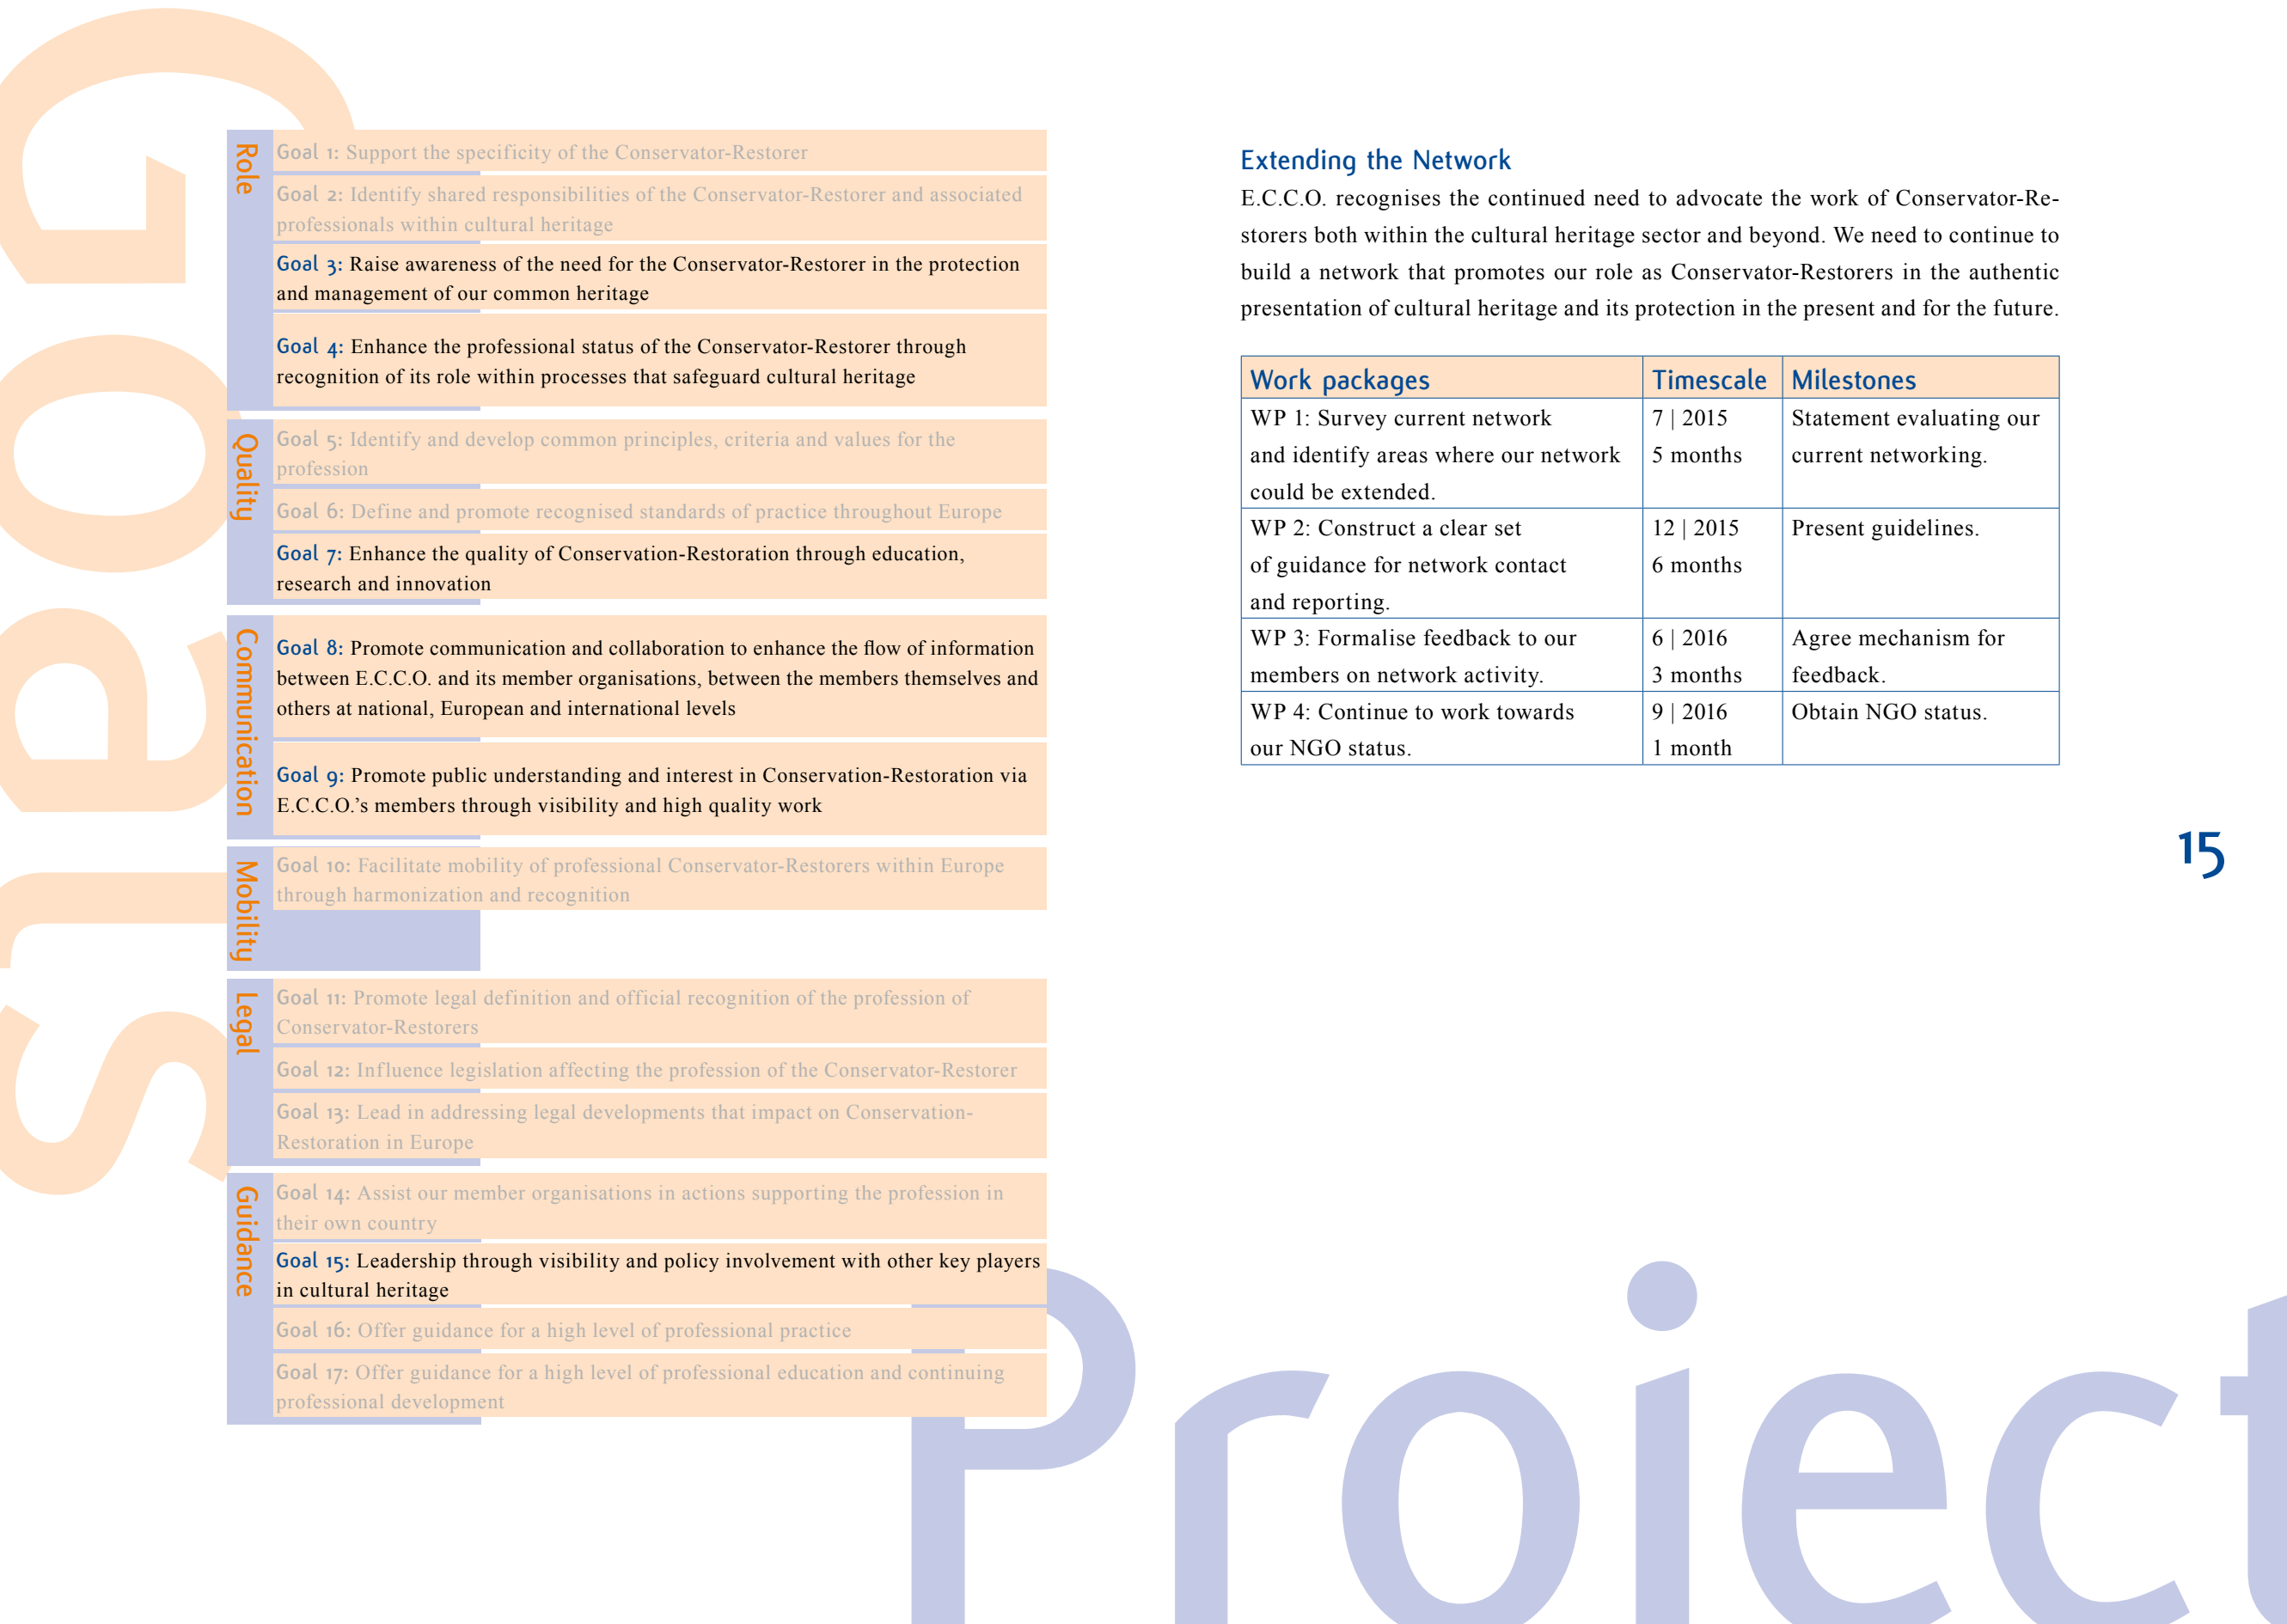 Goals
Role
Goal 1: Support the specificity of the Conservator-Restorer
Goal 2: Identify shared responsibilities of the Conservator-Restorer and associated
professionals within cultural heritage
Goal 3: Raise awareness of the need for the Conservator-Restorer in the protection
and management of our common heritage
Goal 4: Enhance the professional status of the Conservator-Restorer through
recognition of its role within processes that safeguard cultural heritage
Quality
Goal 5: Identify and develop common principles, criteria and values for the
profession
Goal 6: Define and promote recognised standards of practice throughout Europe
Goal 7: Enhance the quality of Conservation-Restoration through education,
research and innovation
Communication
Goal 8: Promote communication and collaboration to enhance the flow of information
between E.C.C.O. and its member organisations, between the members themselves and
others at national, European and international levels
Goal 9: Promote public understanding and interest in Conservation-Restoration via
E.C.C.O.’s members through visibility and high quality work
Mobility
Goal 10: Facilitate mobility of professional Conservator-Restorers within Europe
through harmonization and recognition
Legal
Goal 11: Promote legal definition and official recognition of the profession of
Conservator-Restorers
Goal 12: Influence legislation affecting the profession of the Conservator-Restorer
Goal 13: Lead in addressing legal developments that impact on Conservation-
Restoration in Europe
Guidance
Goal 14: Assist our member organisations in actions supporting the profession in
their own country
Goal 15: Leadership through visibility and policy involvement with other key players
in cultural heritage
Goal 16: Offer guidance for a high level of professional practice
Goal 17: Offer guidance for a high level of professional education and continuing
professional development
Extending the Network
E.C.C.O. recognises the continued need to advocate the work of Conservator-Re-
storers both within the cultural heritage sector and beyond. We need to continue to
build a network that promotes our role as Conservator-Restorers in the authentic
presentation of cultural heritage and its protection in the present and for the future.
Work packages Timescale Milestones
WP 1: Survey current network 7 | 2015 Statement evaluating our
and identify areas where our network 5 months current networking.
could be extended.
WP 2: Construct a clear set 12 | 2015 Present guidelines.
of guidance for network contact 6 months
and reporting.
WP 3: Formalise feedback to our 6 | 2016 Agree mechanism for
members on network activity. 3 months feedback.
WP 4: Continue to work towards 9 | 2016 Obtain NGO status.
our NGO status. 1 month
15
Project